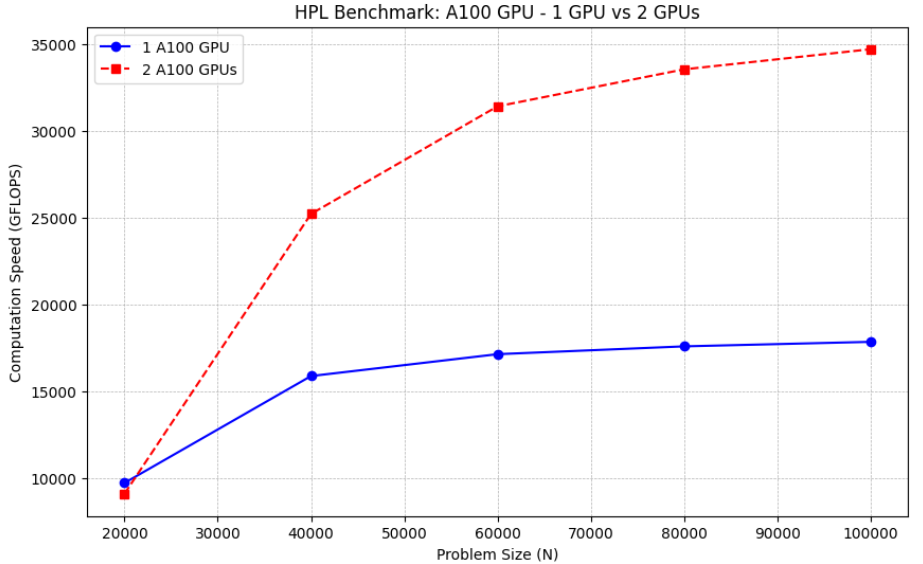 HPL Benchmark: A100 GPU - 1 GPU vs 2 GPUs
1 A100 GPU
2 A100 GPUs
Computation Speed (GFLOPS)
35000
30000
25000
20000
15000
10000
20000 30000 40000 50000 60000 70000 80000 90000 100000
Problem Size (N)